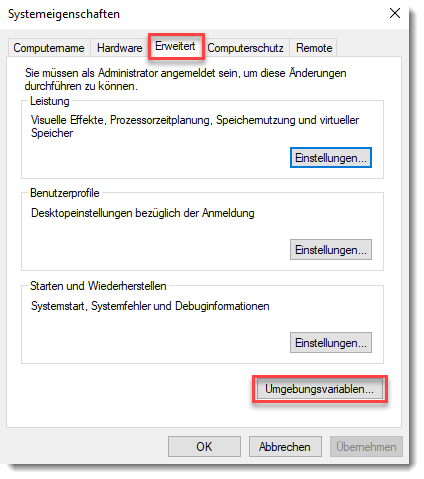 Systemeigenschaften
Computername Hardware Erweitert Computerschutz Remote
Sie müssen als Administrator angemeldet sein, um diese Änderungen
durchführen zu können.
Leistung
Visuelle Effekte, Prozessorzeitplanung, Speichernutzung und virtueller
Speicher
Einstellungen...
Benutzerprofile
Desktopeinstellungen bezüglich der Anmeldung
Einstellungen...
Starten und Wiederherstellen
Systemstart, Systemfehler und Debuginformationen
Einstellungen...
Umgebungsvariablen...
OK Abbrechen Übernehmen